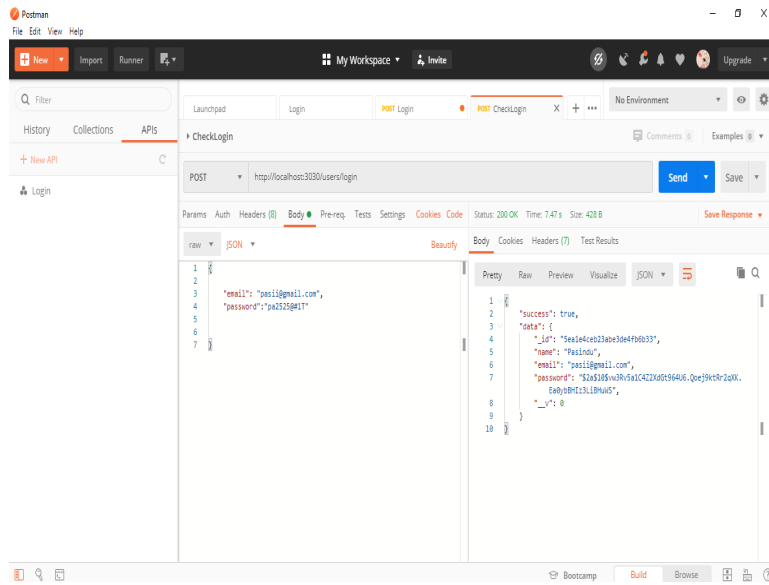 Postman
File Edit View Help
New Import Runner My Workspace Invite Upgrade
Filter
History Collections APIs
+ New API
Login
Launchpad Login POST Login POST CheckLogin X + ••• No Environment
CheckLogin Comments 0 Examples 0
POST http://localhost:3030/users/login Send Save
Params Auth Headers (8) Body Pre-req. Tests Settings Cookies Code
raw JSON Beautify
1 {
2
3 "email": "pasii@gmail.com",
4 "password":"pa2525@#1T"
5
6
7 }
Status: 200 OK Time: 7.47 s Size: 428 B Save Response
Body Cookies Headers (7) Test Results
Pretty Raw Preview Visualize JSON
1 {
2 "success": true,
3 "data": {
4 "_id": "5ea1e4ceb23abe3de4fb6b33",
5 "name": "Pasindu",
6 "email": "pasii@gmail.com",
7 "password": "$2a$10$vw3Rv5a1C4Z2XdGt964U6.Qoej9ktRr2qXK.
Ea0ybBHIz3LiBHuWS",
8 "__v": 0
9 }
10 }
Bootcamp Build Browse